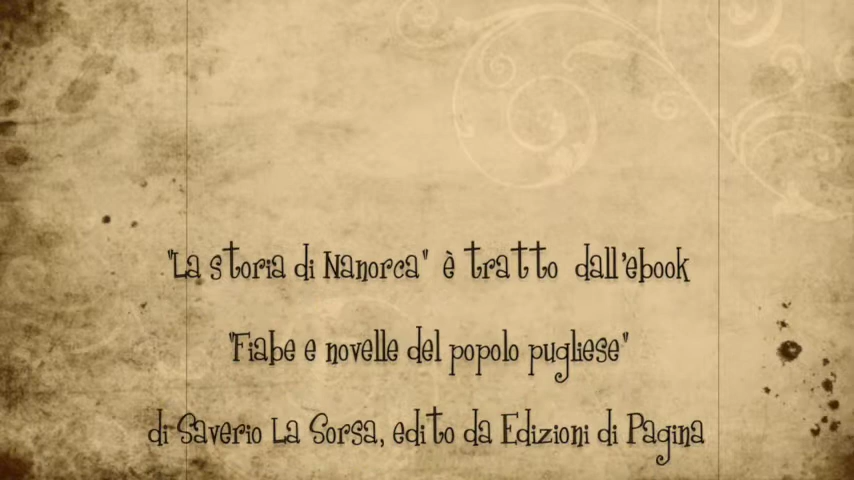 "La storia di Nanorca" è tratto dall'ebook
"Fiabe e novelle del popolo pugliese"
di Saverio La Sorsa, edito da Edizioni di Pagina